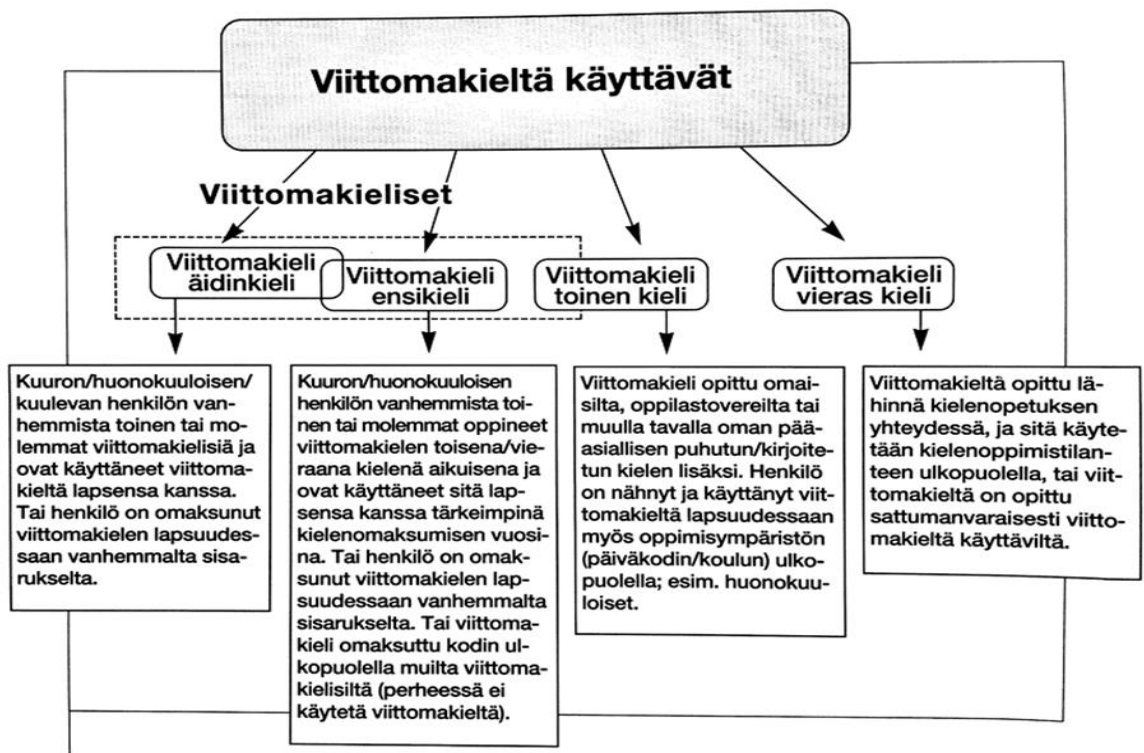 Viittomakieltä käyttävät
Viittomakieliset
Viittomakieli
äidinkieli
Viittomakieli
ensikieli
Viittomakieli
toinen kieli
Viittomakieli
vieras kieli
Kuuron/huonokuuloisen/
kuulevan henkilön van-
hemmista toinen tai mo-
lemmat viittomakielisiä ja
ovat käyttäneet viittoma-
kieltä lapsensa kanssa.
Tai henkilö on omaksunut
viittomakielen lapsuudes-
saan vanhemmalta sisa-
rukselta.
Kuuron/huonokuuloisen
henkilön vanhemmista toi-
nen tai molemmat oppineet
viittomakielen toisena/vie-
raana kielenä aikuisena ja
ovat käyttäneet sitä lap-
sensa kanssa tärkeimpinä
kielenomaksumisen vuosi-
na. Tai henkilö on omak-
sunut viittomakielen lap-
suudessaan vanhemmalta
sisarukselta. Tai viittoma-
kieli omaksuttu kodin ul-
kopuolella muilta viittoma-
kielisiltä (perheessä ei
käytetä viittomakieltä).
Viittomakieli opittu omai-
silta, oppilastovereilta tai
muulla tavalla oman pää-
asiallisen puhutun/kirjoite-
tun kielen lisäksi. Henkilö
on nähnyt ja käyttänyt viit-
tomakieltä lapsuudessaan
myös oppimisympäristön
(päiväkodin/koulun) ulko-
puolella; esim. huonokuu-
loiset.
Viittomakieltä opittu lä-
hinnä kielenopetuksen
yhteydessä, ja sitä käyte-
tään kielenoppimistilan-
teen ulkopuolella, tai viit-
tomakieltä on opittu
sattumanvaraisesti viitto-
makieltä käyttäviltä.